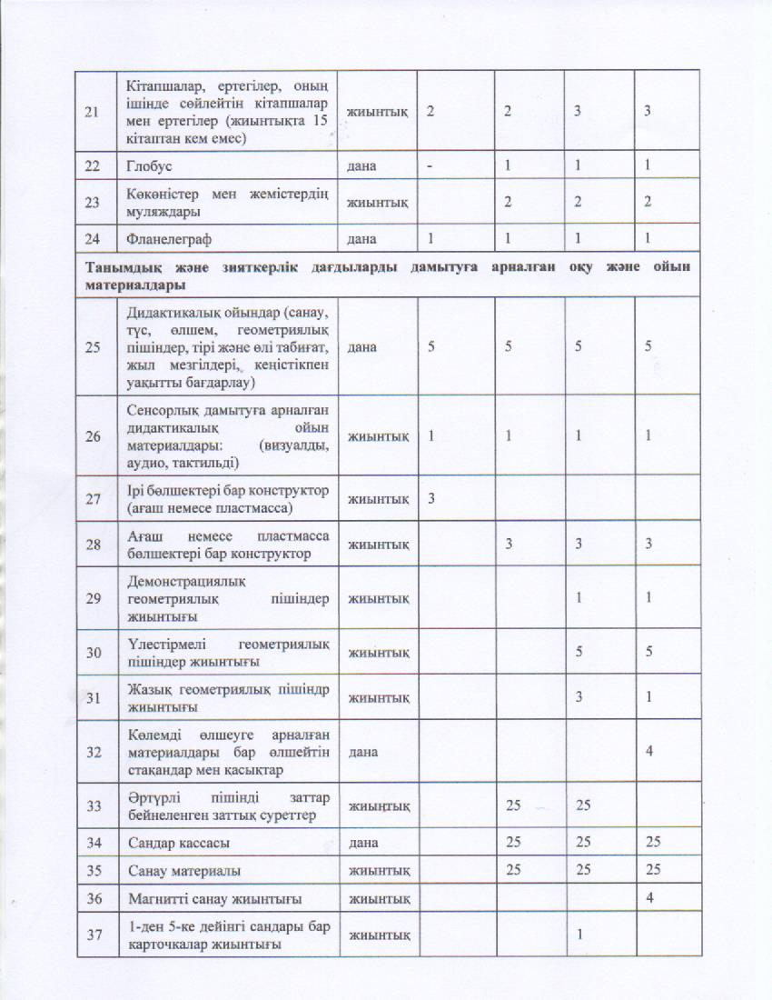 21 Кітапшалар, ертегілер, оның
ішінде сөйлейтін кітапшалар
мен ертегілер (жиынтықта 15
кітаптан кем емес) жиынтық 2 2 3 3
22 Глобус дана - 1 1 1
23 Көкөністер мен жемістердің
муляждары жиынтық 2 2 2
24 Фланелеграф дана 1 1 1 1
Танымдық және зияткерлік дағдыларды дамытуға арналған оқу және ойын
материалдары
25 Дидактикалық ойындар (санау,
түс, өлшем, геометриялық
пішіндер, тірі және өлі табиғат,
жыл мезгілдері, кеңістікпен
уақытты бағдарлау) дана 5 5 5 5
26 Сенсорлық дамытуға арналған
дидактикалық ойын
материалдары: (визуалды,
аудио, тактильді) жиынтық 1 1 1 1
27 Ірі бөлшектері бар конструктор
(ағаш немесе пластмасса) жиынтық 3
28 Ағаш немесе пластмасса
бөлшектері бар конструктор жиынтық 3 3 3
29 Демонстрациялық
геометриялық пішіндер
жиынтығы жиынтық 1 1
30 Үлестірмелі геометриялық
пішіндер жиынтығы жиынтық 5 5
31 Жазық геометриялық пішіндр
жиынтығы жиынтық 3 1
32 Көлемді өлшеуге арналған
материалдары бар өлшейтін
стақандар мен қасықтар дана 4
33 Әртүрлі пішінді заттар
бейнеленген заттық суреттер жиынтық 25 25
34 Сандар кассасы дана 25 25 25
35 Санау материалы жиынтық 25 25 25
36 Магнитті санау жиынтығы жиынтық 4
37 1-ден 5-ке дейінгі сандары бар
карточкалар жиынтығы жиынтық 1